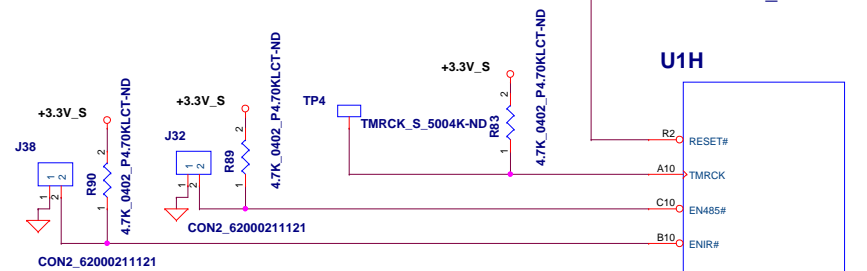 U1H
+3.3V_S
2
R83
1
4.7K_0402_P4.70KLCT-ND
TP4
TMRCK_S_5004K-ND
+3.3V_S
2
R89
1
4.7K_0402_P4.70KLCT-ND
J32
1
2
1
2
CON2_62000211121
+3.3V_S
2
R90
1
4.7K_0402_P4.70KLCT-ND
J38
1
2
1
2
CON2_62000211121
R2 RESET#
A10 TMRCK
C10 EN485#
B10 ENIR#